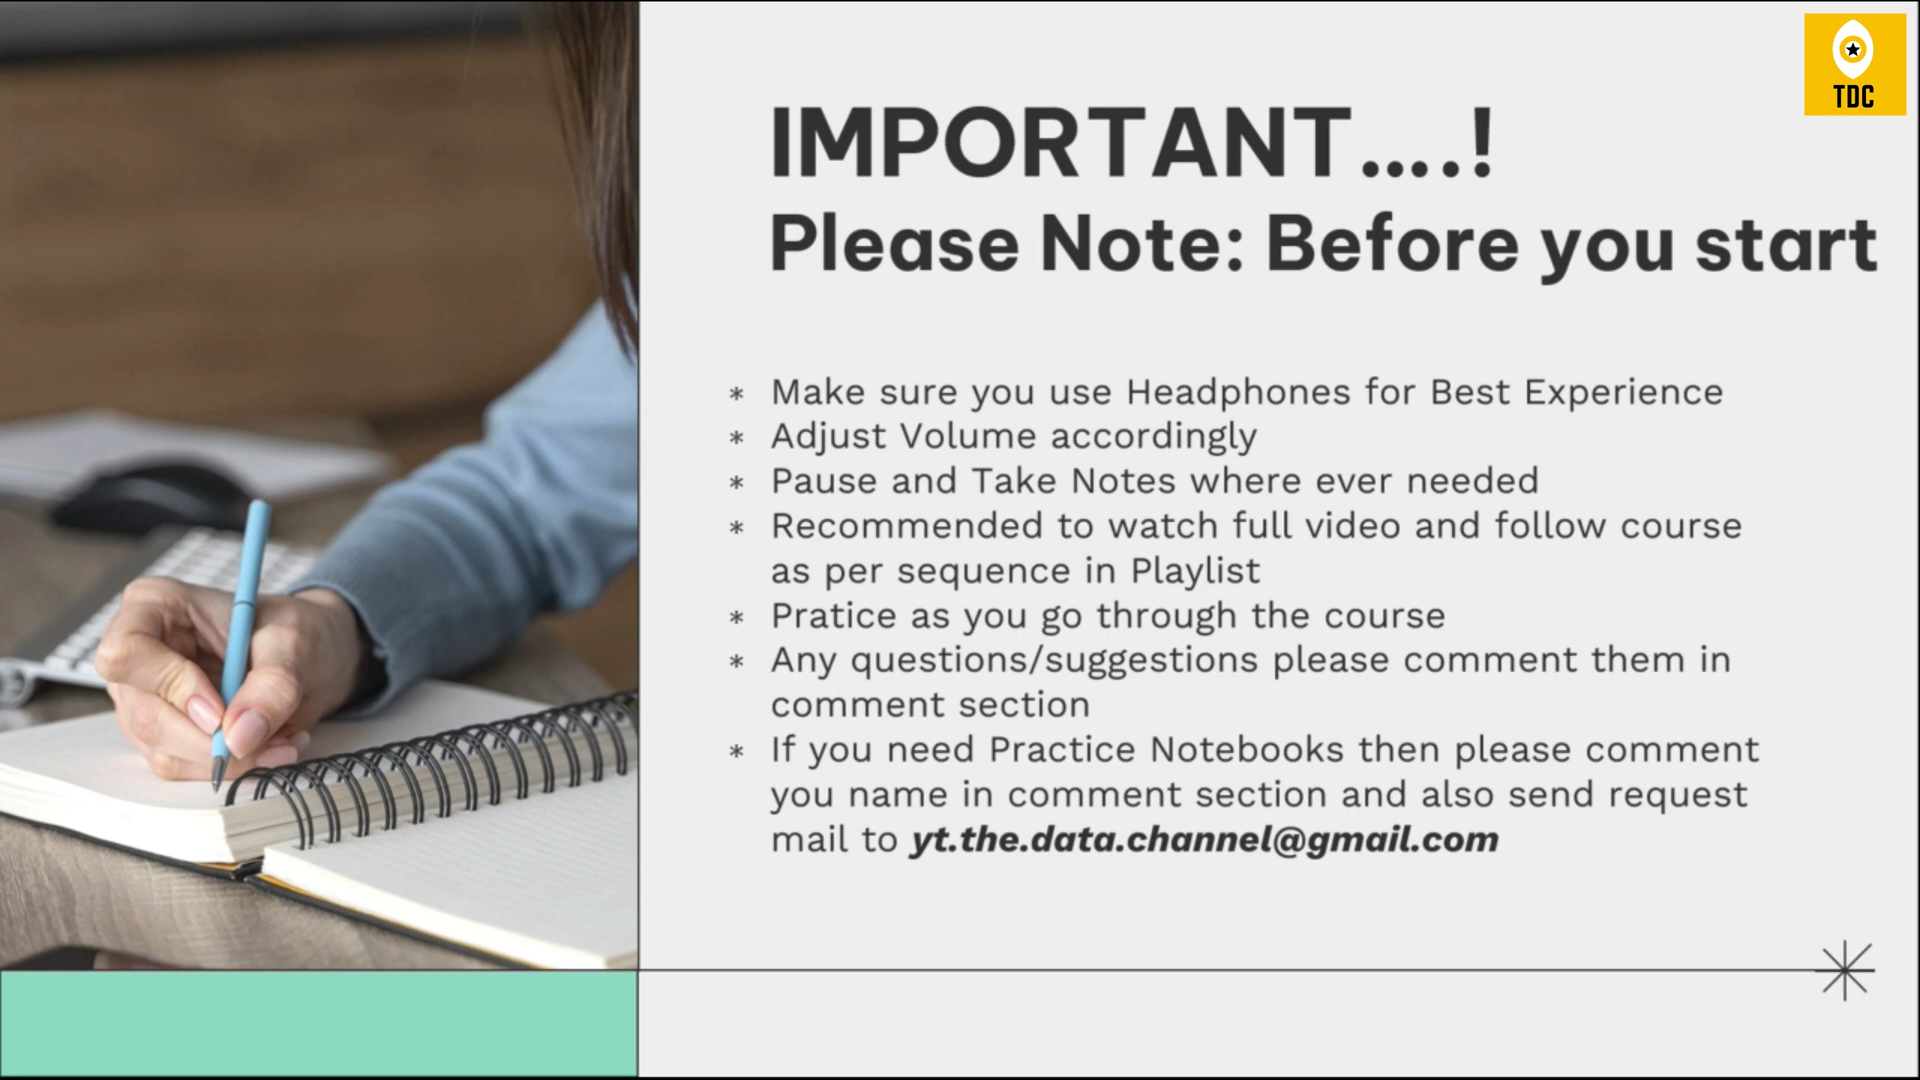 TDC
IMPORTANT....!
Please Note: Before you start
* Make sure you use Headphones for Best Experience
* Adjust Volume accordingly
* Pause and Take Notes where ever needed
* Recommended to watch full video and follow course
as per sequence in Playlist
* Pratice as you go through the course
* Any questions/suggestions please comment them in
comment section
* If you need Practice Notebooks then please comment
you name in comment section and also send request
mail to yt.the.data.channel@gmail.com